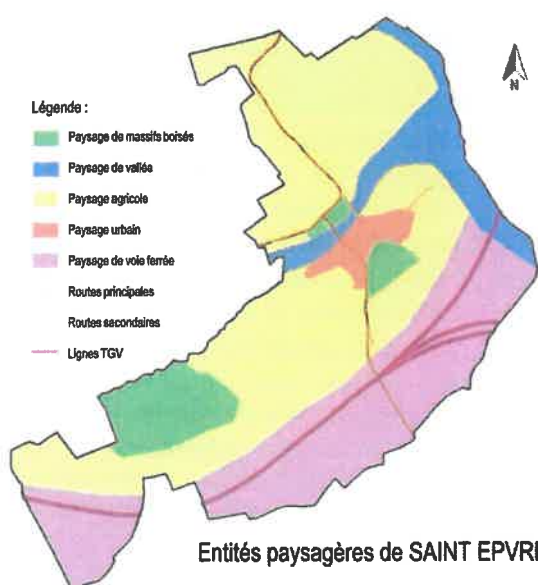 N
Légende :
Paysage de massifs boisés
Paysage de vallée
Paysage agricole
Paysage urbain
Paysage de voie ferrée
Routes principales
Routes secondaires
Lignes TGV
Entités paysagères de SAINT EPVRE